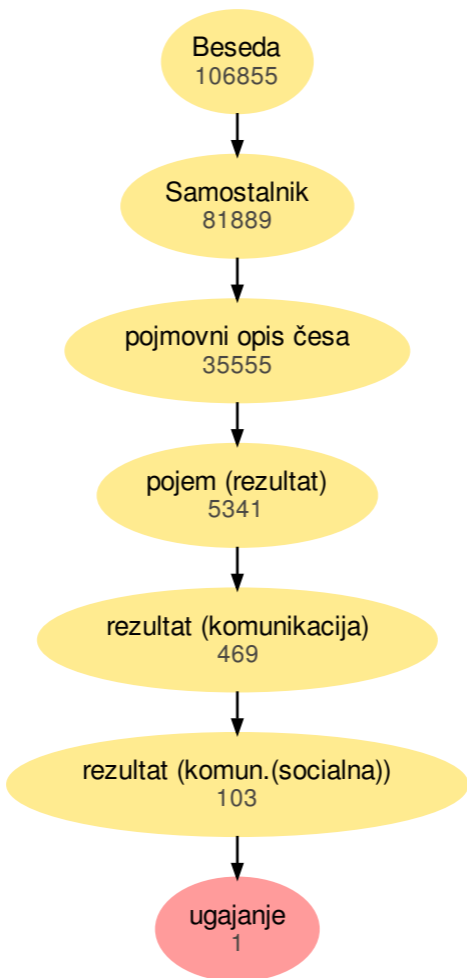 Beseda
106855
Samostalnik
81889
pojmovni opis česa
35555
pojem (rezultat)
5341
rezultat (komunikacija)
469
rezultat (komun.(socialna))
103
ugajanje
1